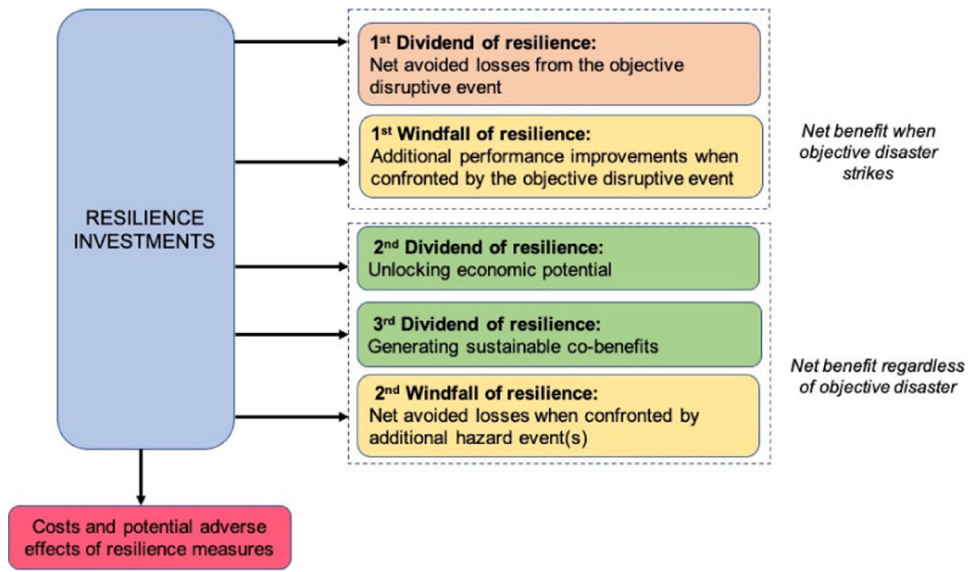 RESILIENCE
INVESTMENTS
1st Dividend of resilience:
Net avoided losses from the objective
disruptive event
1st Windfall of resilience:
Additional performance improvements when
confronted by the objective disruptive event
Net benefit when
objective disaster
strikes
2nd Dividend of resilience:
Unlocking economic potential
3rd Dividend of resilience:
Generating sustainable co-benefits
2nd Windfall of resilience:
Net avoided losses when confronted by
additional hazard event(s)
Net benefit regardless
of objective disaster
Costs and potential adverse
effects of resilience measures